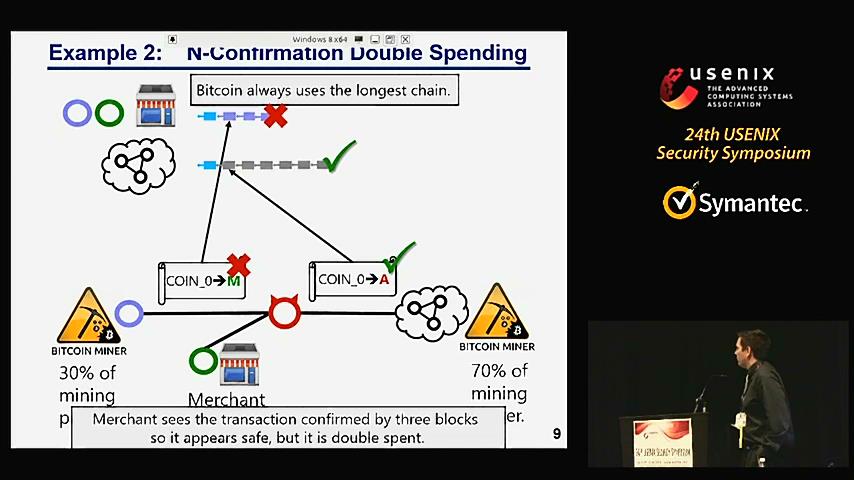 Windows 8.x64
Example 2: N-Confirmation Double Spending
Bitcoin always uses the longest chain.
COIN_0→M
COIN_0→A
BITCOIN MINER
30% of
mining
Merchant
BITCOIN MINER
70% of
mining
er.
Merchant sees the transaction confirmed by three blocks
so it appears safe, but it is double spent.
9
usenix
THE ADVANCED
COMPUTING SYSTEMS
ASSOCIATION
24th USENIX
Security Symposium
Symantec.